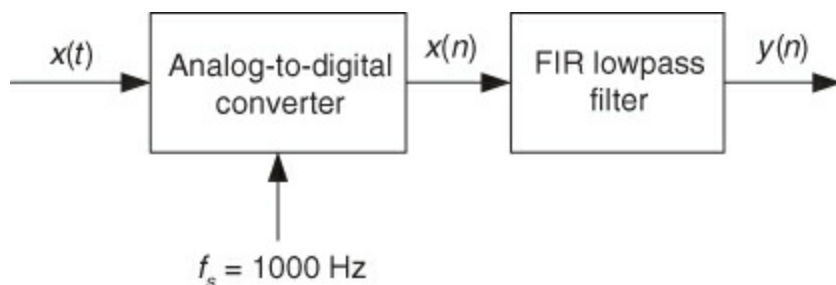 x(t)
Analog-to-digital
converter
x(n)
FIR lowpass
filter
y(n)
fₛ = 1000 Hz